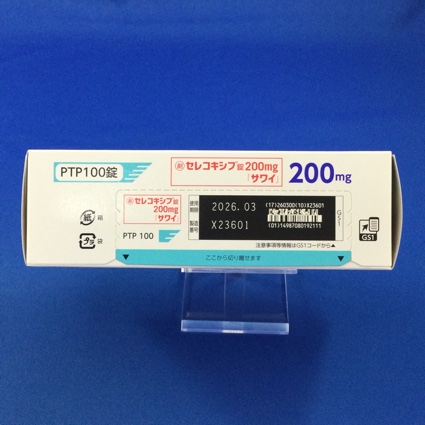 PTP100錠
劇 セレコキシブ錠200mg
「サワイ」
200mg
紙 箱
プラ 袋
劇 セレコキシブ錠
200mg
「サワイ」
PTP 100
使用
期限
2026.03
製造
番号
X23601
(17)260300(10)X23601
(01)14987080192111
GS1
注意事項等情報はGS1コードから▲
GS1
▼ ここから切り離せます ▼